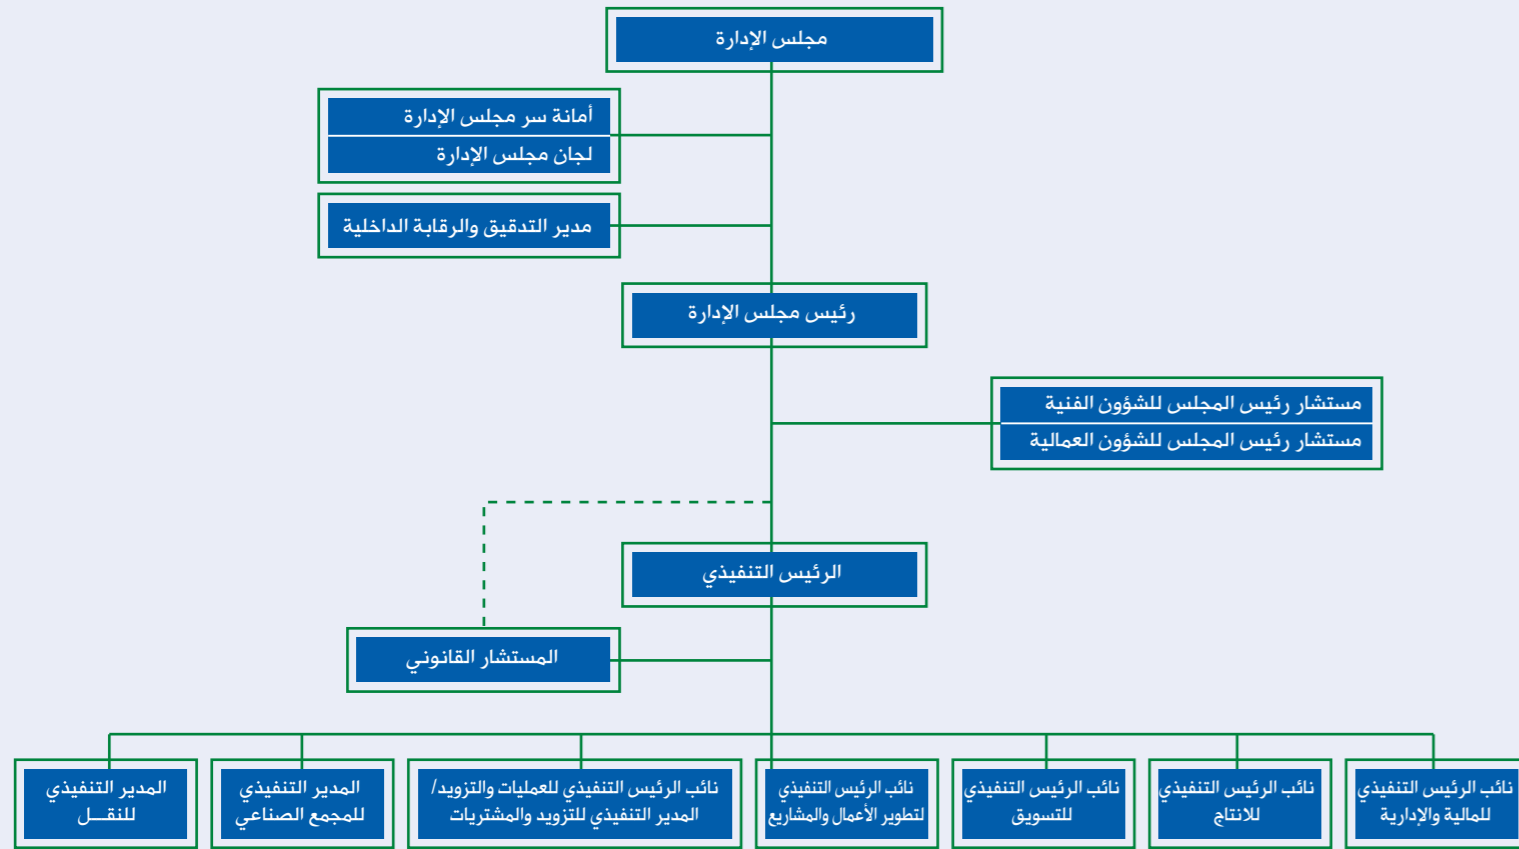 مجلس الإدارة
أمانة سر مجلس الإدارة
لجان مجلس الإدارة
مدير التدقيق والرقابة الداخلية
رئيس مجلس الإدارة
مستشار رئيس المجلس للشؤون الفنية
مستشار رئيس المجلس للشؤون العمالية
الرئيس التنفيذي
المستشار القانوني
نائب الرئيس التنفيذي
للمالية والإدارية
نائب الرئيس التنفيذي
للانتاج
نائب الرئيس التنفيذي
للتسويق
نائب الرئيس التنفيذي
لتطوير الأعمال والمشاريع
نائب الرئيس التنفيذي للعمليات والتزويد/
المدير التنفيذي للتزويد والمشتريات
المدير التنفيذي
للمجمع الصناعي
المدير التنفيذي
للنقــل